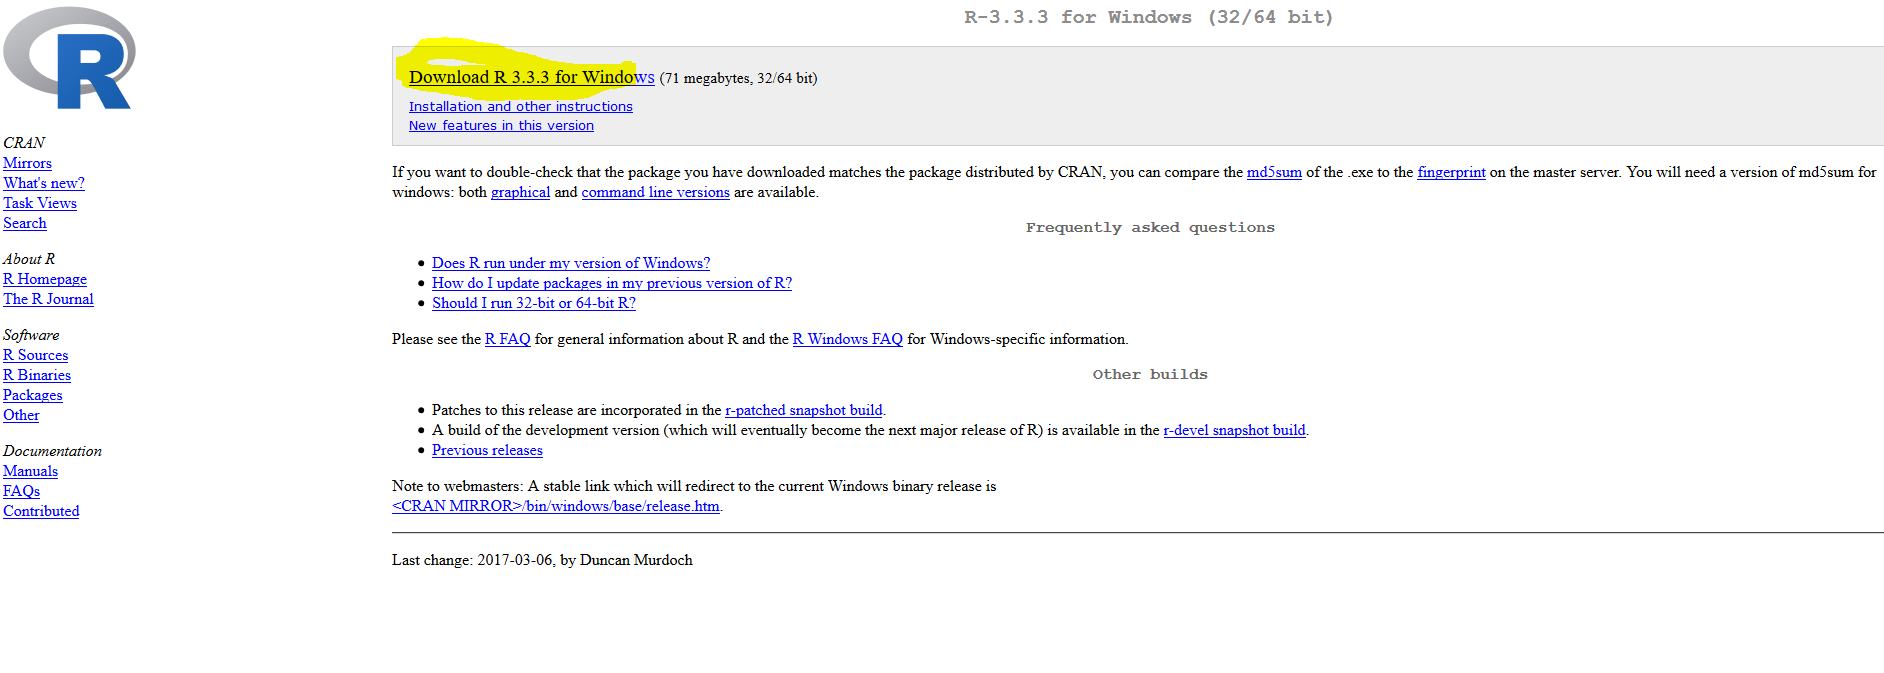 R
CRAN
Mirrors
What's new?
Task Views
Search
About R
R Homepage
The R Journal
Software
R Sources
R Binaries
Packages
Other
Documentation
Manuals
FAQs
Contributed
R-3.3.3 for Windows (32/64 bit)
Download R 3.3.3 for Windows (71 megabytes, 32/64 bit)
Installation and other instructions
New features in this version
If you want to double-check that the package you have downloaded matches the package distributed by CRAN, you can compare the md5sum of the .exe to the fingerprint on the master server. You will need a version of md5sum for
windows: both graphical and command line versions are available.
Frequently asked questions
Does R run under my version of Windows?
How do I update packages in my previous version of R?
Should I run 32-bit or 64-bit R?
Please see the R FAQ for general information about R and the R Windows FAQ for Windows-specific information.
Other builds
Patches to this release are incorporated in the r-patched snapshot build.
A build of the development version (which will eventually become the next major release of R) is available in the r-devel snapshot build.
Previous releases
Note to webmasters: A stable link which will redirect to the current Windows binary release is
<CRAN MIRROR>/bin/windows/base/release.htm.
Last change: 2017-03-06, by Duncan Murdoch